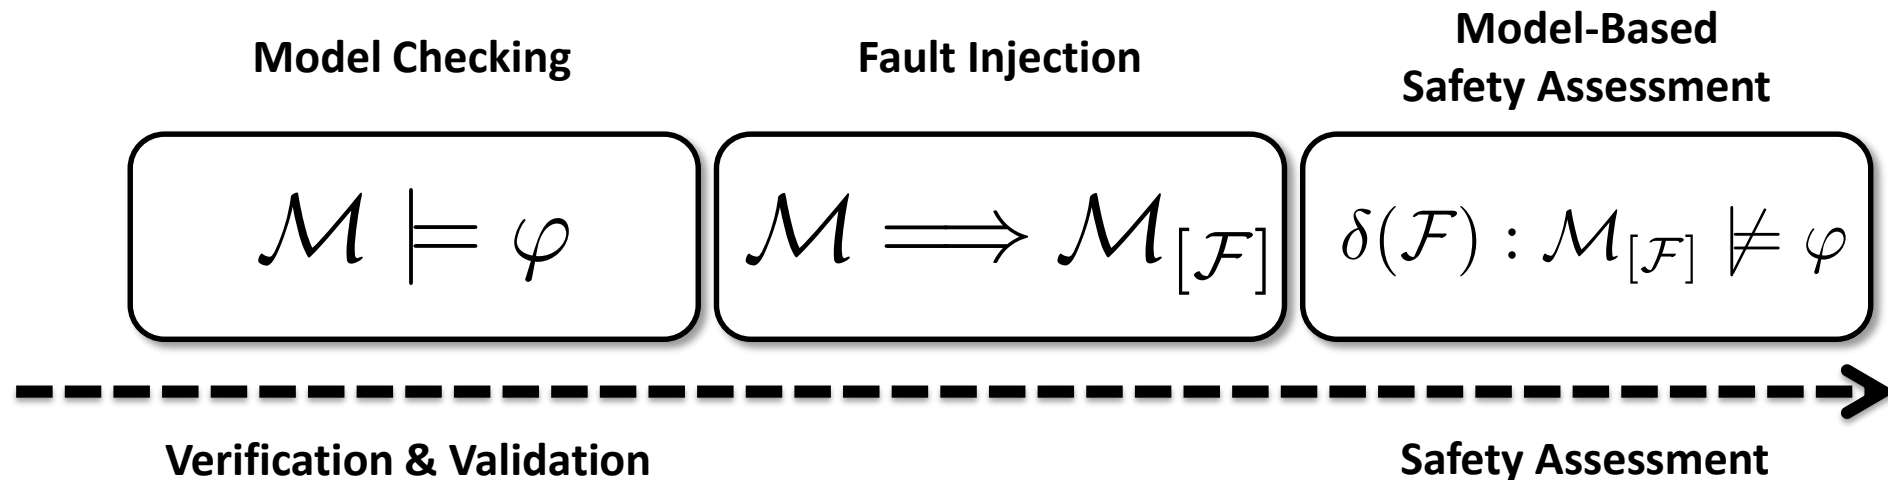 Model Checking
Fault Injection
Model-Based
Safety Assessment
ℳ ⊨ φ
ℳ ⟹ ℳ[ℱ]
δ(ℱ) : ℳ[ℱ] ⊭ φ
Verification & Validation
Safety Assessment